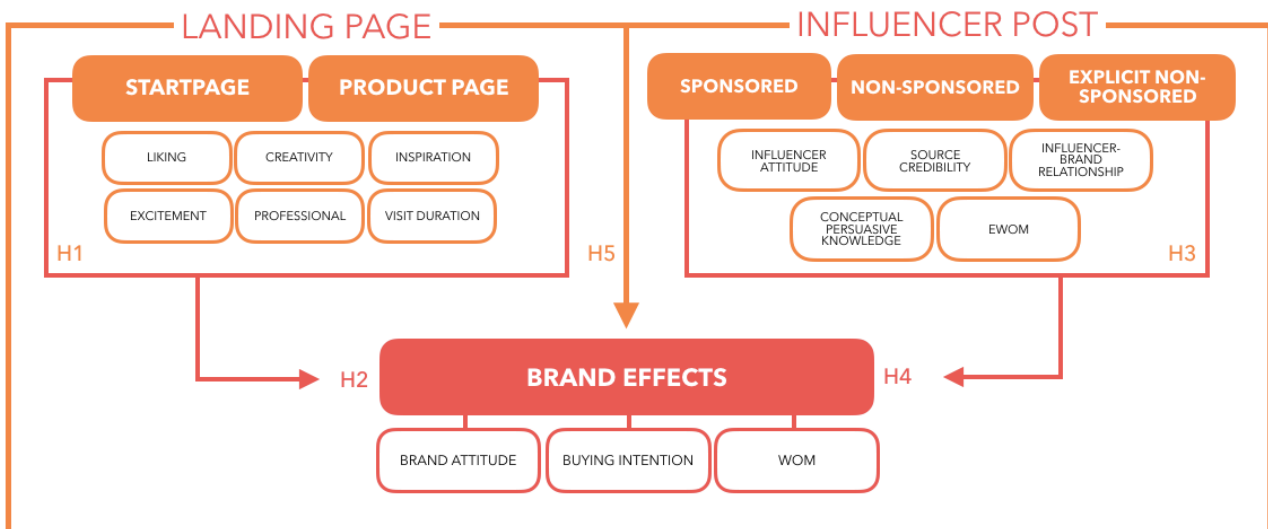 LANDING PAGE
INFLUENCER POST
STARTPAGE
PRODUCT PAGE
SPONSORED
NON-SPONSORED
EXPLICIT NON-
SPONSORED
LIKING
CREATIVITY
INSPIRATION
INFLUENCER
ATTITUDE
SOURCE
CREDIBILITY
INFLUENCER-
BRAND
RELATIONSHIP
EXCITEMENT
PROFESSIONAL
VISIT DURATION
CONCEPTUAL
PERSUASIVE
KNOWLEDGE
EWOM
H1
H5
H3
H2
BRAND EFFECTS
H4
BRAND ATTITUDE
BUYING INTENTION
WOM